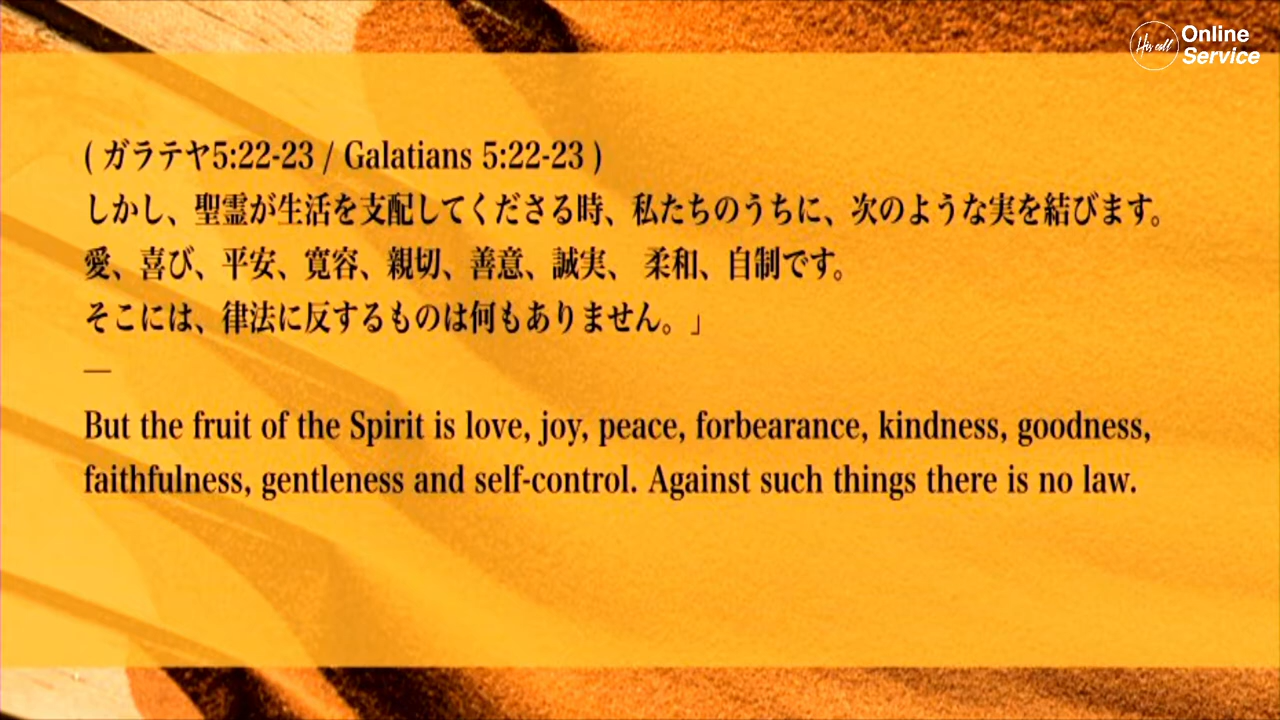 His call
Online
Service
( ガラテヤ5:22-23 / Galatians 5:22-23 )
しかし、聖霊が生活を支配してくださる時、私たちのうちに、次のような実を結びます。
愛、喜び、平安、寛容、親切、善意、誠実、 柔和、自制です。
そこには、律法に反するものは何もありません。」
—
But the fruit of the Spirit is love, joy, peace, forbearance, kindness, goodness,
faithfulness, gentleness and self-control. Against such things there is no law.